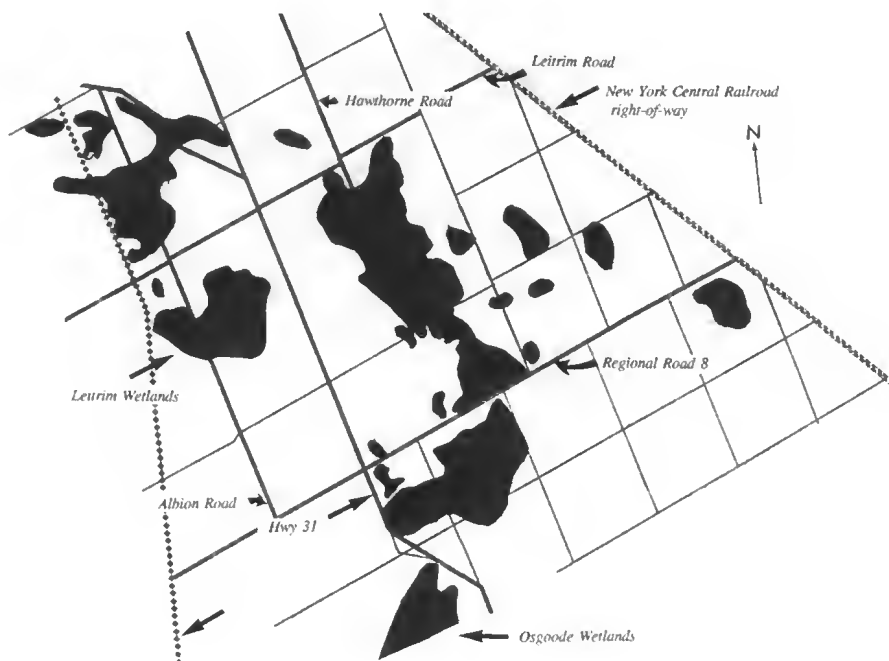 Leitrim Road
New York Central Railroad
right-of-way
Hawthorne Road
N
Regional Road 8
Leitrim Wetlands
Albion Road
Hwy 31
Osgoode Wetlands